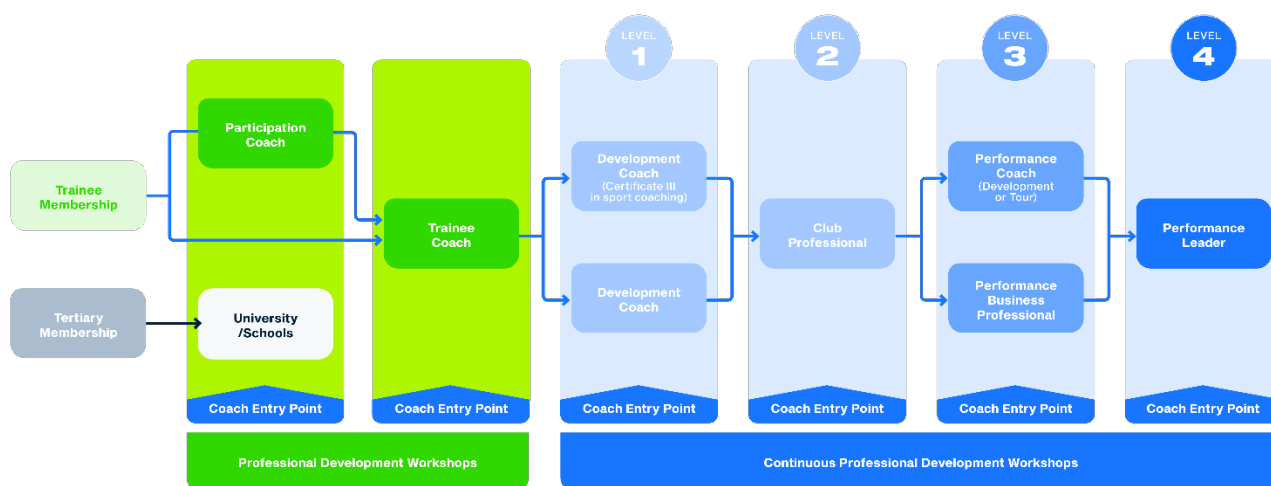 LEVEL
1
LEVEL
2
LEVEL
3
LEVEL
4
Participation
Coach
Trainee
Membership
Trainee
Coach
Development
Coach
(Certificate III
in sport coaching)
Development
Coach
Club
Professional
Performance
Coach
(Development
or Tour)
Performance
Business
Professional
Performance
Leader
Tertiary
Membership
University
/Schools
Coach Entry Point
Coach Entry Point
Coach Entry Point
Coach Entry Point
Coach Entry Point
Coach Entry Point
Professional Development Workshops
Continuous Professional Development Workshops